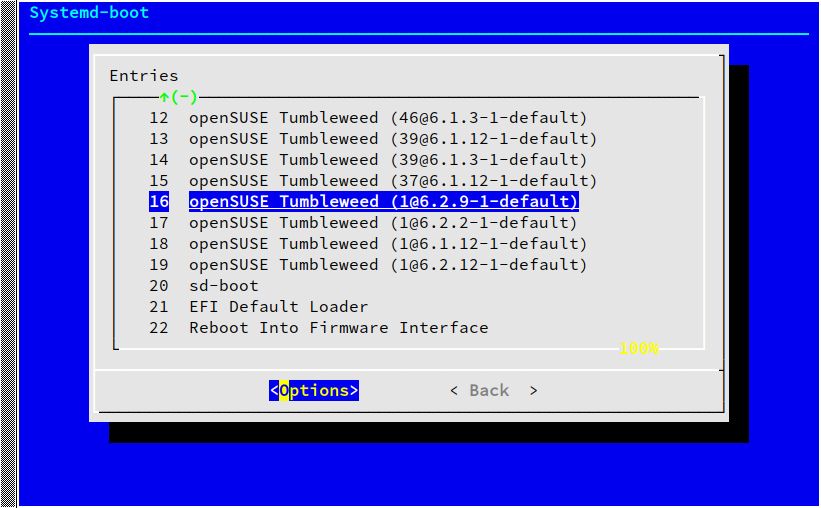 Systemd-boot
Entries
↑(-)
12 openSUSE Tumbleweed (46@6.1.3-1-default)
13 openSUSE Tumbleweed (39@6.1.12-1-default)
14 openSUSE Tumbleweed (39@6.1.3-1-default)
15 openSUSE Tumbleweed (37@6.1.12-1-default)
16 openSUSE Tumbleweed (1@6.2.9-1-default)
17 openSUSE Tumbleweed (1@6.2.2-1-default)
18 openSUSE Tumbleweed (1@6.1.12-1-default)
19 openSUSE Tumbleweed (1@6.2.12-1-default)
20 sd-boot
21 EFI Default Loader
22 Reboot Into Firmware Interface
100%
<Options> < Back >